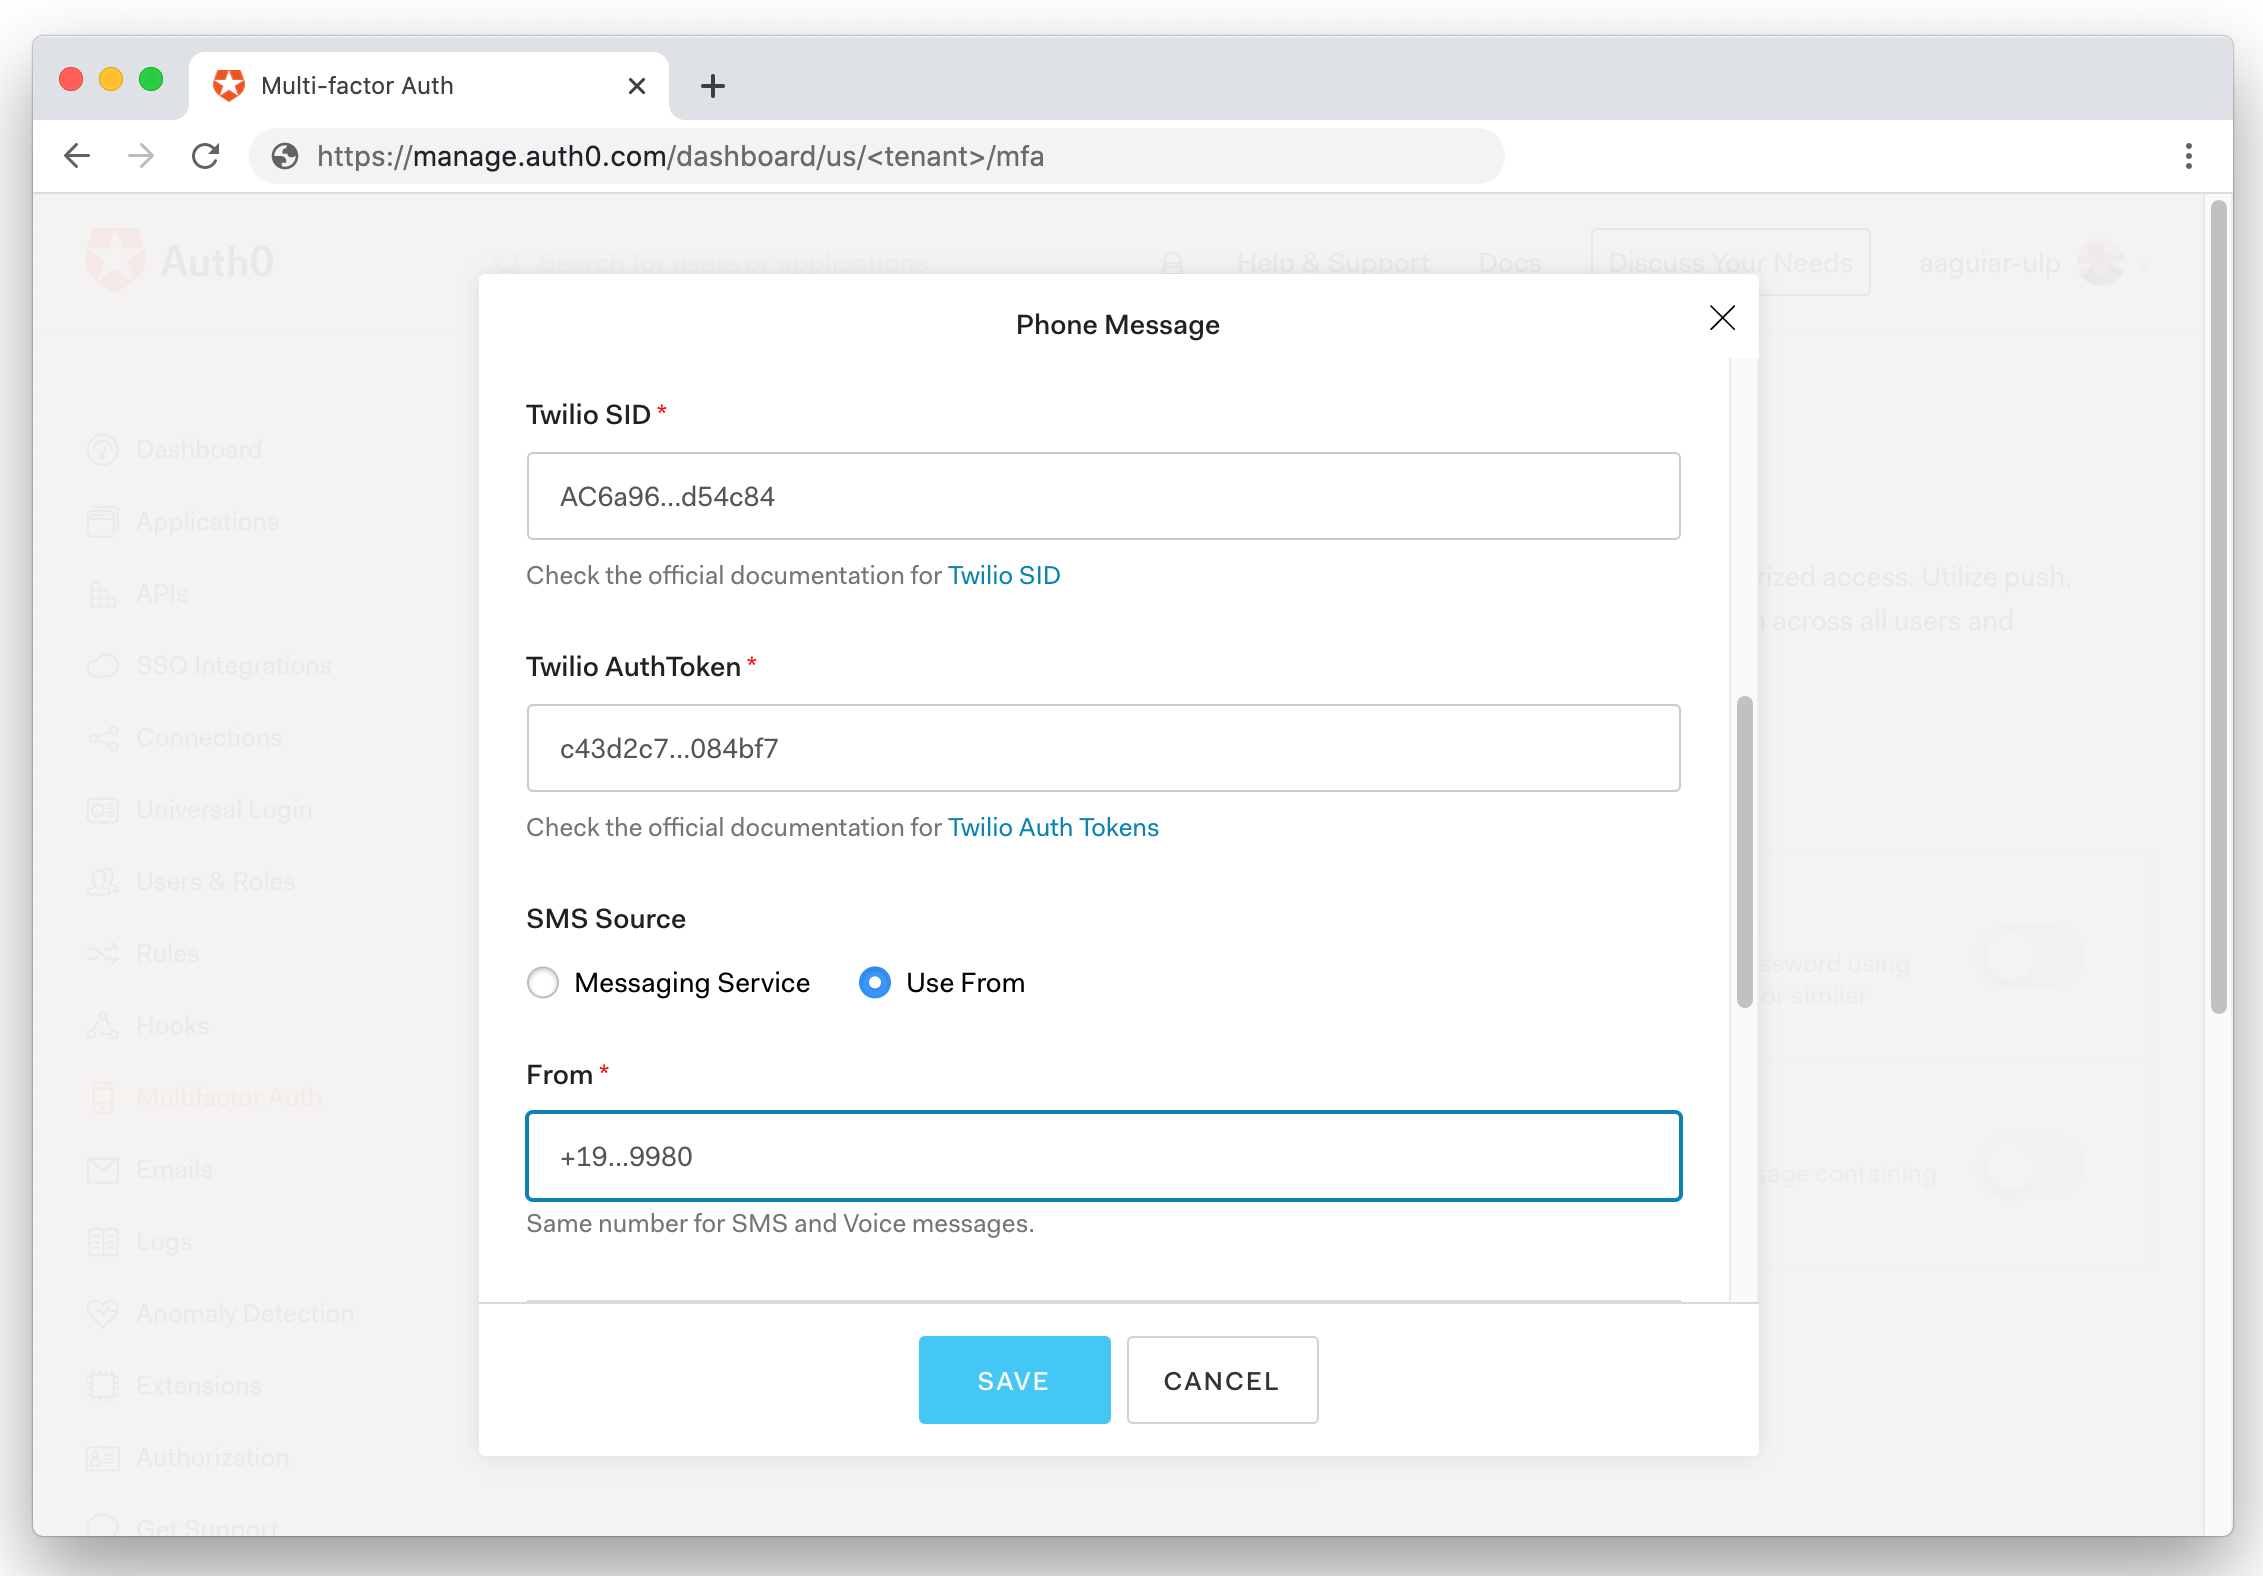 Multi-factor Auth
https://manage.auth0.com/dashboard/us/<tenant>/mfa
Auth0
Search for users or applications
Help & Support
Docs
Discuss Your Needs
aaguiar-ulp
Dashboard
Applications
APIs
SSO Integrations
Connections
Universal Login
Users & Roles
Rules
Hooks
Multifactor Auth
Emails
Logs
Anomaly Detection
Extensions
Authorization
Get Support
Phone Message
Twilio SID *
AC6a96...d54c84
Check the official documentation for Twilio SID
Twilio AuthToken *
c43d2c7...084bf7
Check the official documentation for Twilio Auth Tokens
SMS Source
Messaging Service
Use From
From *
+19...9980
Same number for SMS and Voice messages.
SAVE
CANCEL
access. Utilize push,
across all users and
using
or similar
containing